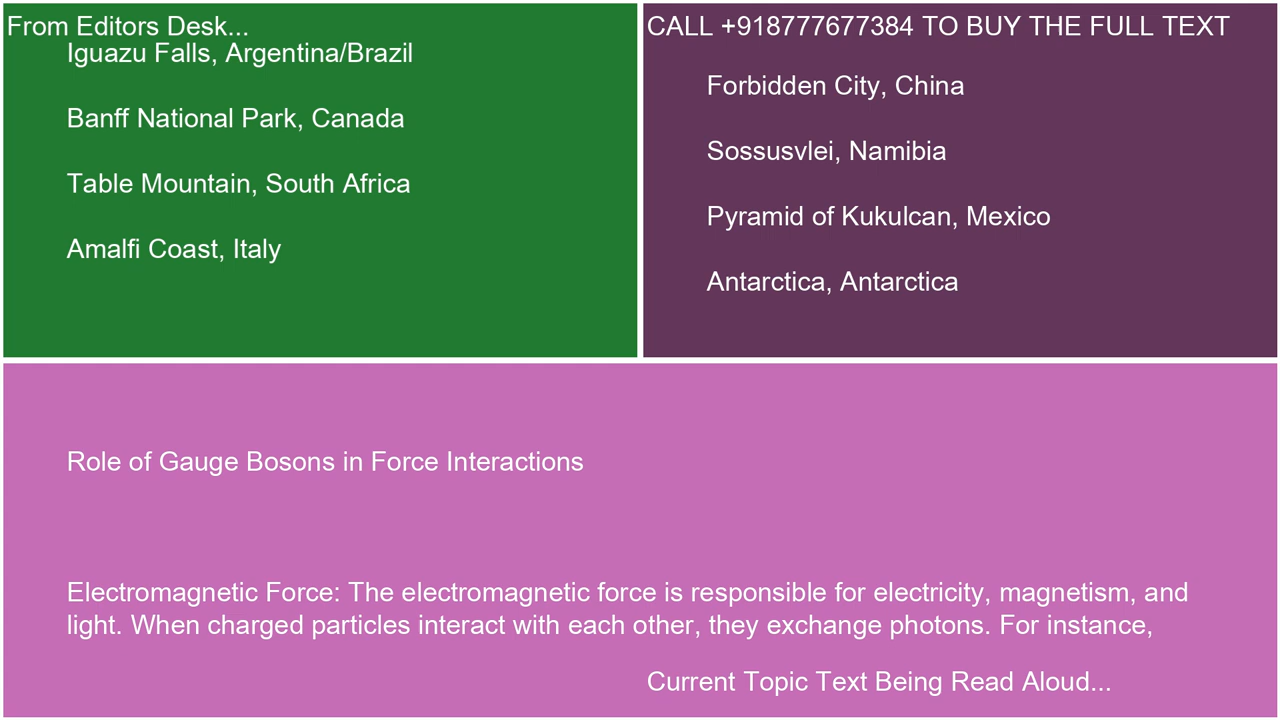 From Editors Desk...
Iguazu Falls, Argentina/Brazil
Banff National Park, Canada
Table Mountain, South Africa
Amalfi Coast, Italy
CALL +918777677384 TO BUY THE FULL TEXT
Forbidden City, China
Sossusvlei, Namibia
Pyramid of Kukulcan, Mexico
Antarctica, Antarctica
Role of Gauge Bosons in Force Interactions
Electromagnetic Force: The electromagnetic force is responsible for electricity, magnetism, and
light. When charged particles interact with each other, they exchange photons. For instance,
Current Topic Text Being Read Aloud...